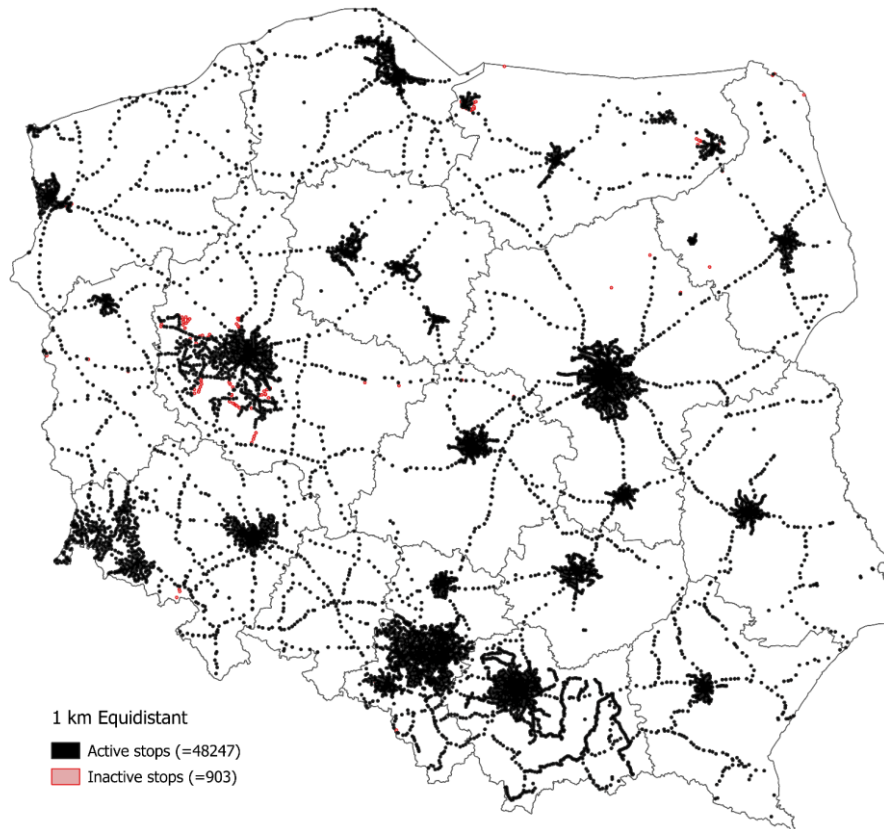 1 km Equidistant
Active stops (=48247)
Inactive stops (=903)